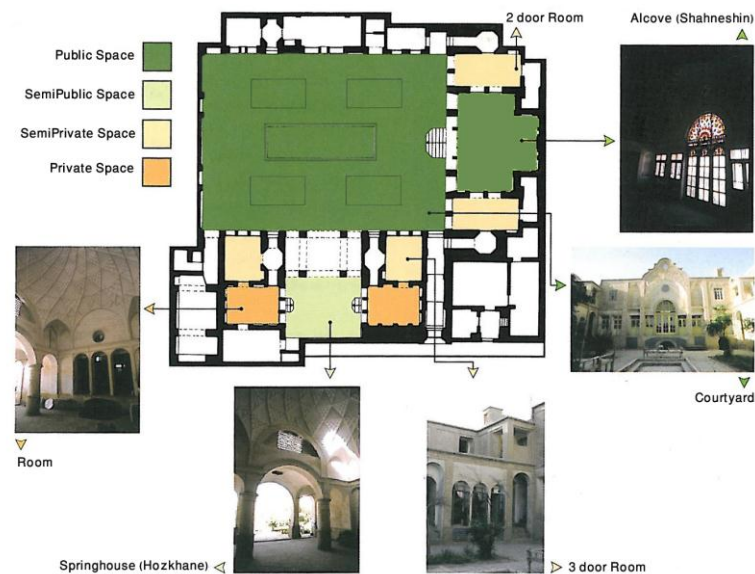 2 door Room
Alcove (Shahneshin)
Public Space
SemiPublic Space
SemiPrivate Space
Private Space
Courtyard
Room
Springhouse (Hozkhane)
3 door Room